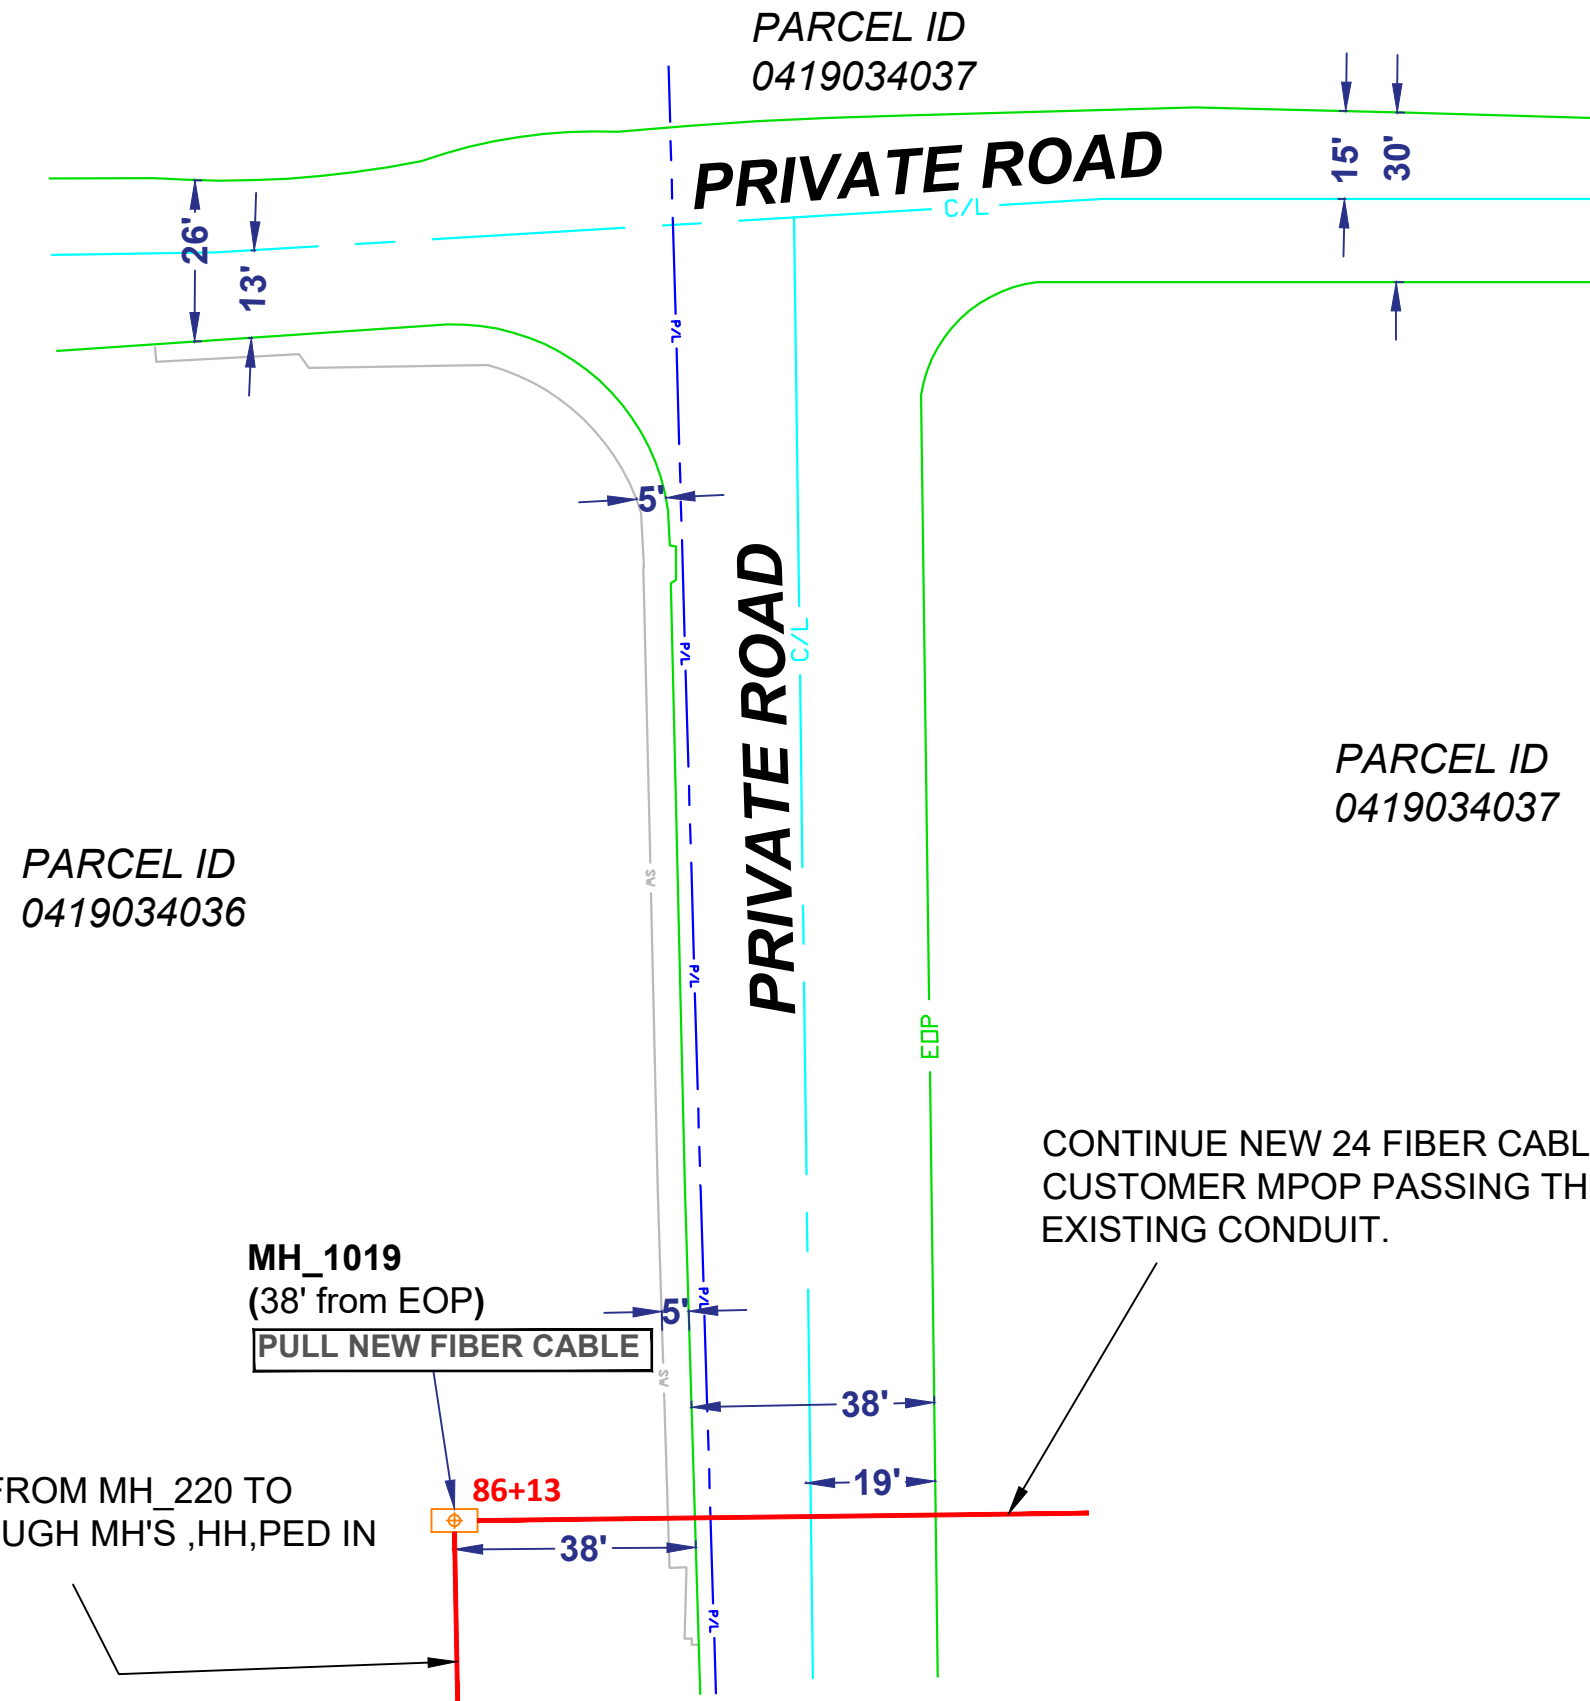 PARCEL ID
0419034037
PRIVATE ROAD
C/L
15'
30'
26'
13'
P/L
5'
PRIVATE ROAD
C/L
P/L
PARCEL ID
0419034037
PARCEL ID
0419034036
SW
P/L
EOP
CONTINUE NEW 24 FIBER CABL
CUSTOMER MPOP PASSING TH
EXISTING CONDUIT.
MH_1019
(38' from EOP)
PULL NEW FIBER CABLE
P/L
5'
SW
38'
19'
86+13
FROM MH_220 TO
UGH MH'S ,HH,PED IN
38'
P/L